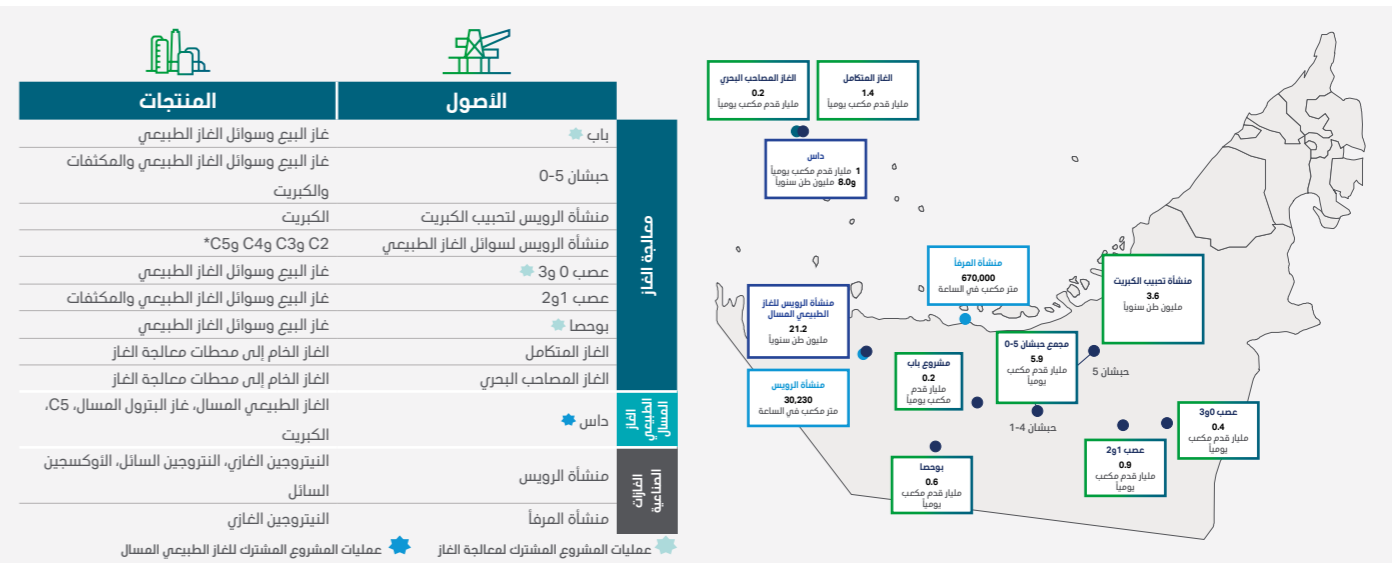 الأصول
المنتجات
معالجة الغاز
باب
غاز البيع وسوائل الغاز الطبيعي
حبشان 5-0
غاز البيع وسوائل الغاز الطبيعي والمكثفات
والكبريت
منشأة الرويس لتحبيب الكبريت
الكبريت
منشأة الرويس لسوائل الغاز الطبيعي
C2 وC3 وC4 وC5*
عصب 0 و3
غاز البيع وسوائل الغاز الطبيعي
عصب 1و2
غاز البيع وسوائل الغاز الطبيعي والمكثفات
بوحصا
غاز البيع وسوائل الغاز الطبيعي
الغاز المتكامل
الغاز الخام إلى محطات معالجة الغاز
الغاز المصاحب البحري
الغاز الخام إلى محطات معالجة الغاز
الغاز
الطبيعي
المسال
داس
الغاز الطبيعي المسال، غاز البترول المسال، C5،
الكبريت
الغازات
الصناعية
منشأة الرويس
النيتروجين الغازي، النتروجين السائل، الأوكسجين
السائل
منشأة المرفأ
النيتروجين الغازي
عمليات المشروع المشترك لمعالجة الغاز
عمليات المشروع المشترك للغاز الطبيعي المسال
الغاز المتكامل
1.4
مليار قدم مكعب يومياً
الغاز المصاحب البحري
0.2
مليار قدم مكعب يومياً
داس
1 مليار قدم مكعب يومياً
و8.0 مليون طن سنوياً
منشأة المرفأ
670,000
متر مكعب في الساعة
منشأة تحبيب الكبريت
3.6
مليون طن سنوياً
منشأة الرويس للغاز
الطبيعي المسال
21.2
مليون طن سنوياً
مجمع حبشان 5-0
5.9
مليار قدم مكعب
يومياً
حبشان 5
مشروع باب
0.2
مليار قدم
مكعب يومياً
منشأة الرويس
30,230
متر مكعب في الساعة
حبشان 4-1
عصب 0و3
0.4
مليار قدم مكعب
يومياً
عصب 1و2
0.9
مليار قدم مكعب
يومياً
بوحصا
0.6
مليار قدم مكعب
يومياً